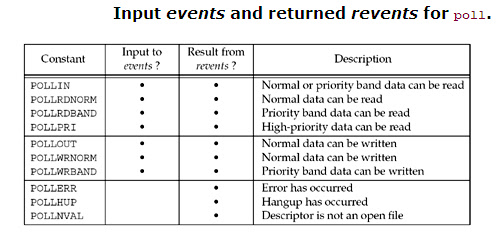 Input events and returned revents for poll.
Constant Input to events ? Result from revents ? Description
POLLIN • • Normal or priority band data can be read
POLLRDNORM • • Normal data can be read
POLLRDBAND • • Priority band data can be read
POLLPRI • • High-priority data can be read
POLLOUT • • Normal data can be written
POLLWRNORM • • Normal data can be written
POLLWRBAND • • Priority band data can be written
POLLERR • Error has occurred
POLLHUP • Hangup has occurred
POLLNVAL • Descriptor is not an open file